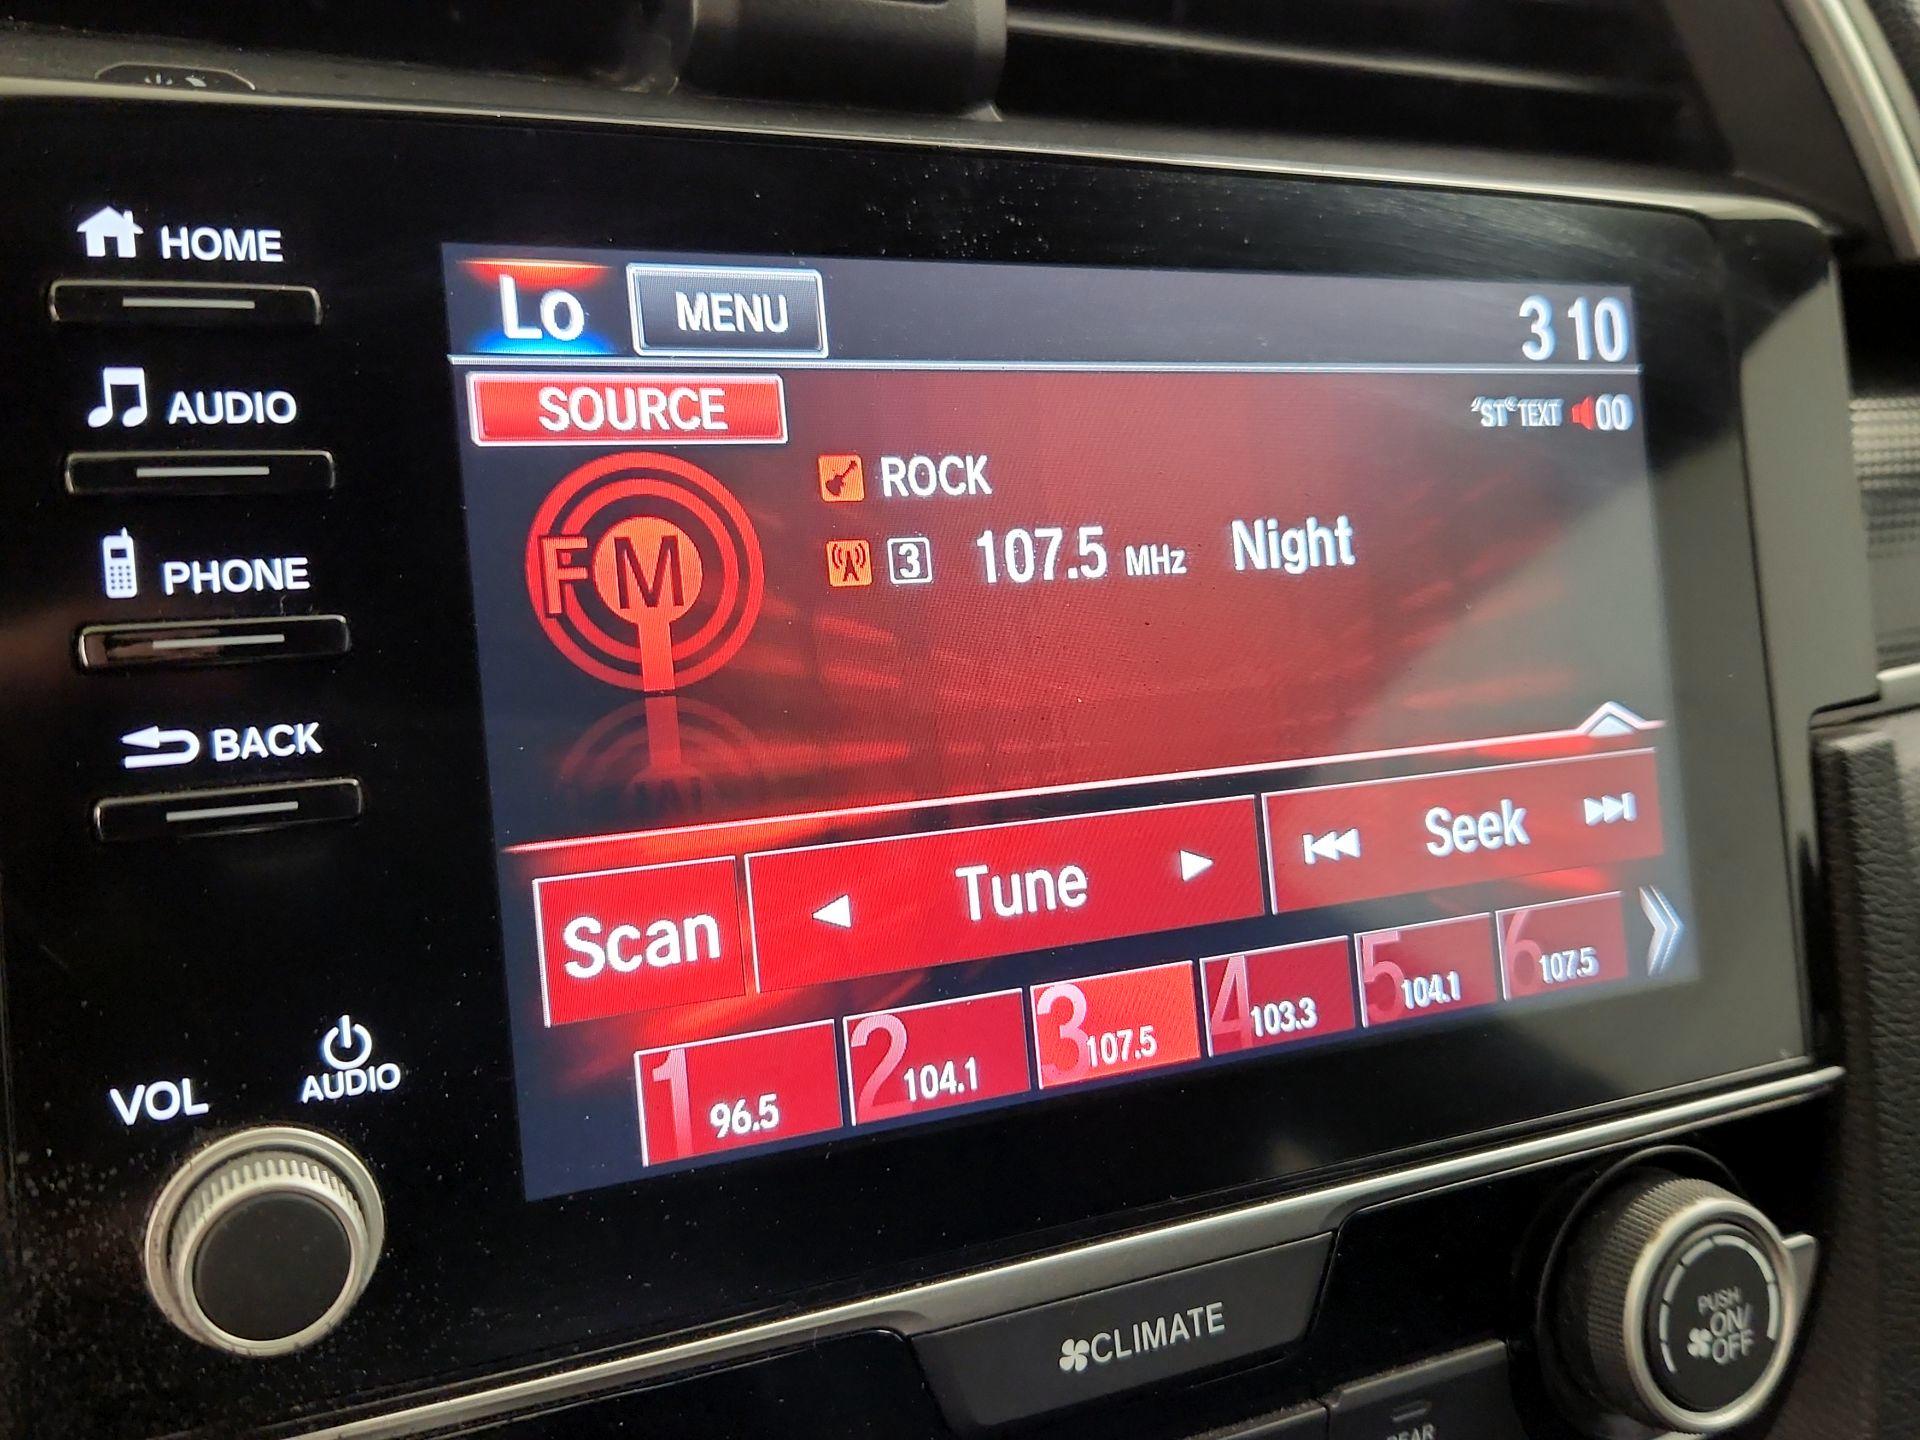 HOME
AUDIO
PHONE
BACK
VOL
AUDIO
Lo MENU 3 10
SOURCE
"ST" TEXT 00
ROCK
FM
3 107.5 MHz Night
Scan Tune Seek
1 96.5
2 104.1
3 107.5
4 103.3
5 104.1
6 107.5
CLIMATE
PUSH
ON/
OFF